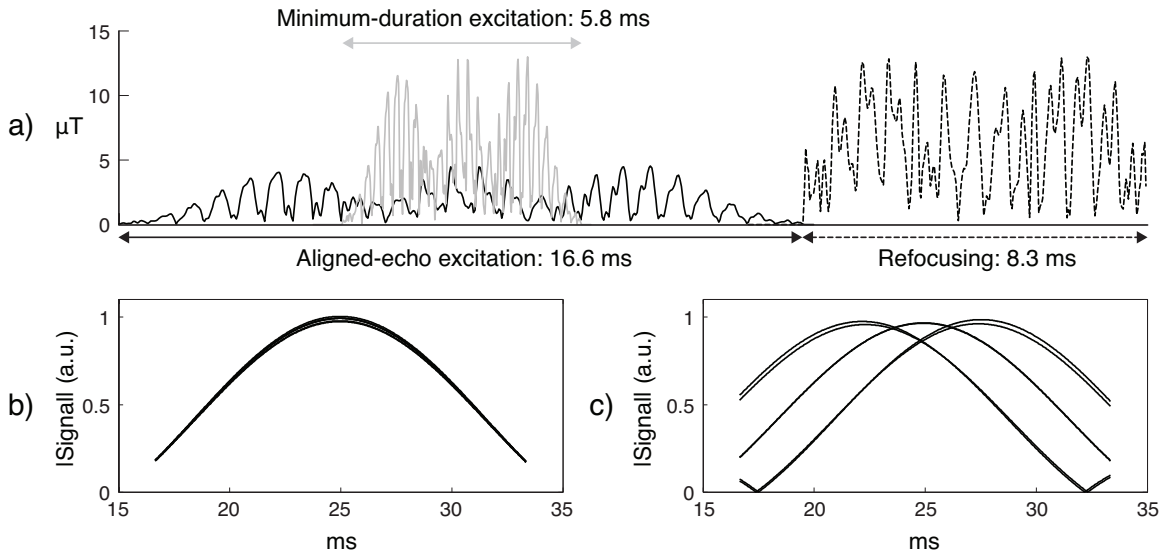 Minimum-duration excitation: 5.8 ms
15
10
a) μT
5
0
Aligned-echo excitation: 16.6 ms Refocusing: 8.3 ms
1 1
b) |Signal| (a.u.) 0.5 c) |Signal| (a.u.) 0.5
0 0
15 20 25 30 35 15 20 25 30 35
ms ms